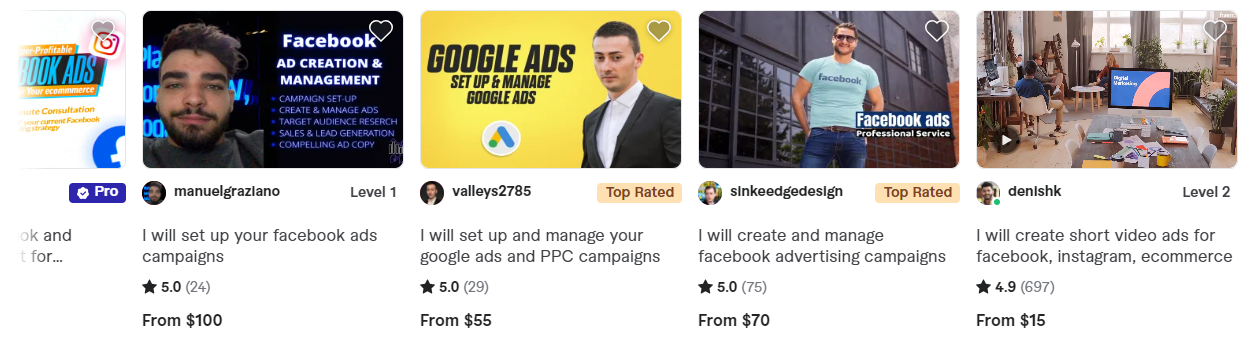 er-Profitable
BOOK ADS
for Your ecommerce
Consultation
your current Facebook
strategy
Pro
ok and
t for...
Facebook
AD CREATION &
MANAGEMENT
CAMPAIGN SET-UP
CREATE & MANAGE ADS
TARGET AUDIENCE RESERCH
SALES & LEAD GENERATION
COMPELLING AD COPY
manuelgraziano
Level 1
I will set up your facebook ads
campaigns
5.0 (24)
From $100
GOOGLE ADS
SET UP & MANAGE
GOOGLE ADS
valleys2785
Top Rated
I will set up and manage your
google ads and PPC campaigns
5.0 (29)
From $55
facebook
Facebook ads
Professional Service
sinkeedgedesign
Top Rated
I will create and manage
facebook advertising campaigns
5.0 (75)
From $70
Digital
Marketing
denishk
Level 2
I will create short video ads for
facebook, instagram, ecommerce
4.9 (697)
From $15